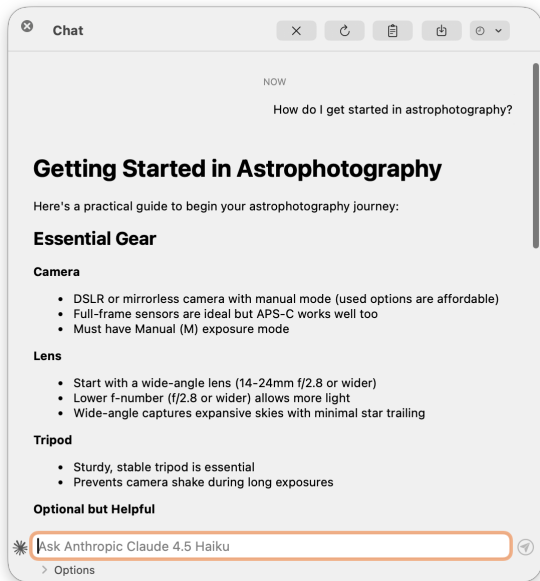 Chat
NOW
How do I get started in astrophotography?
Getting Started in Astrophotography
Here's a practical guide to begin your astrophotography journey:
Essential Gear
Camera
• DSLR or mirrorless camera with manual mode (used options are affordable)
• Full-frame sensors are ideal but APS-C works well too
• Must have Manual (M) exposure mode
Lens
• Start with a wide-angle lens (14-24mm f/2.8 or wider)
• Lower f-number (f/2.8 or wider) allows more light
• Wide-angle captures expansive skies with minimal star trailing
Tripod
• Sturdy, stable tripod is essential
• Prevents camera shake during long exposures
Optional but Helpful
Ask Anthropic Claude 4.5 Haiku
Options